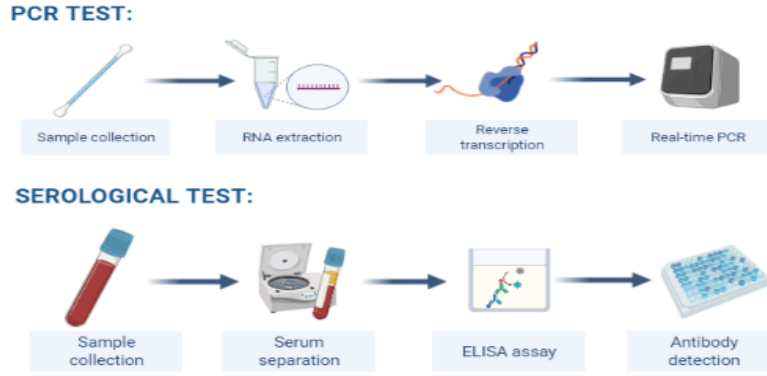 PCR TEST:
Sample collection
RNA extraction
Reverse
transcription
Real-time PCR
SEROLOGICAL TEST:
Sample
collection
Serum
separation
ELISA assay
Antibody
detection